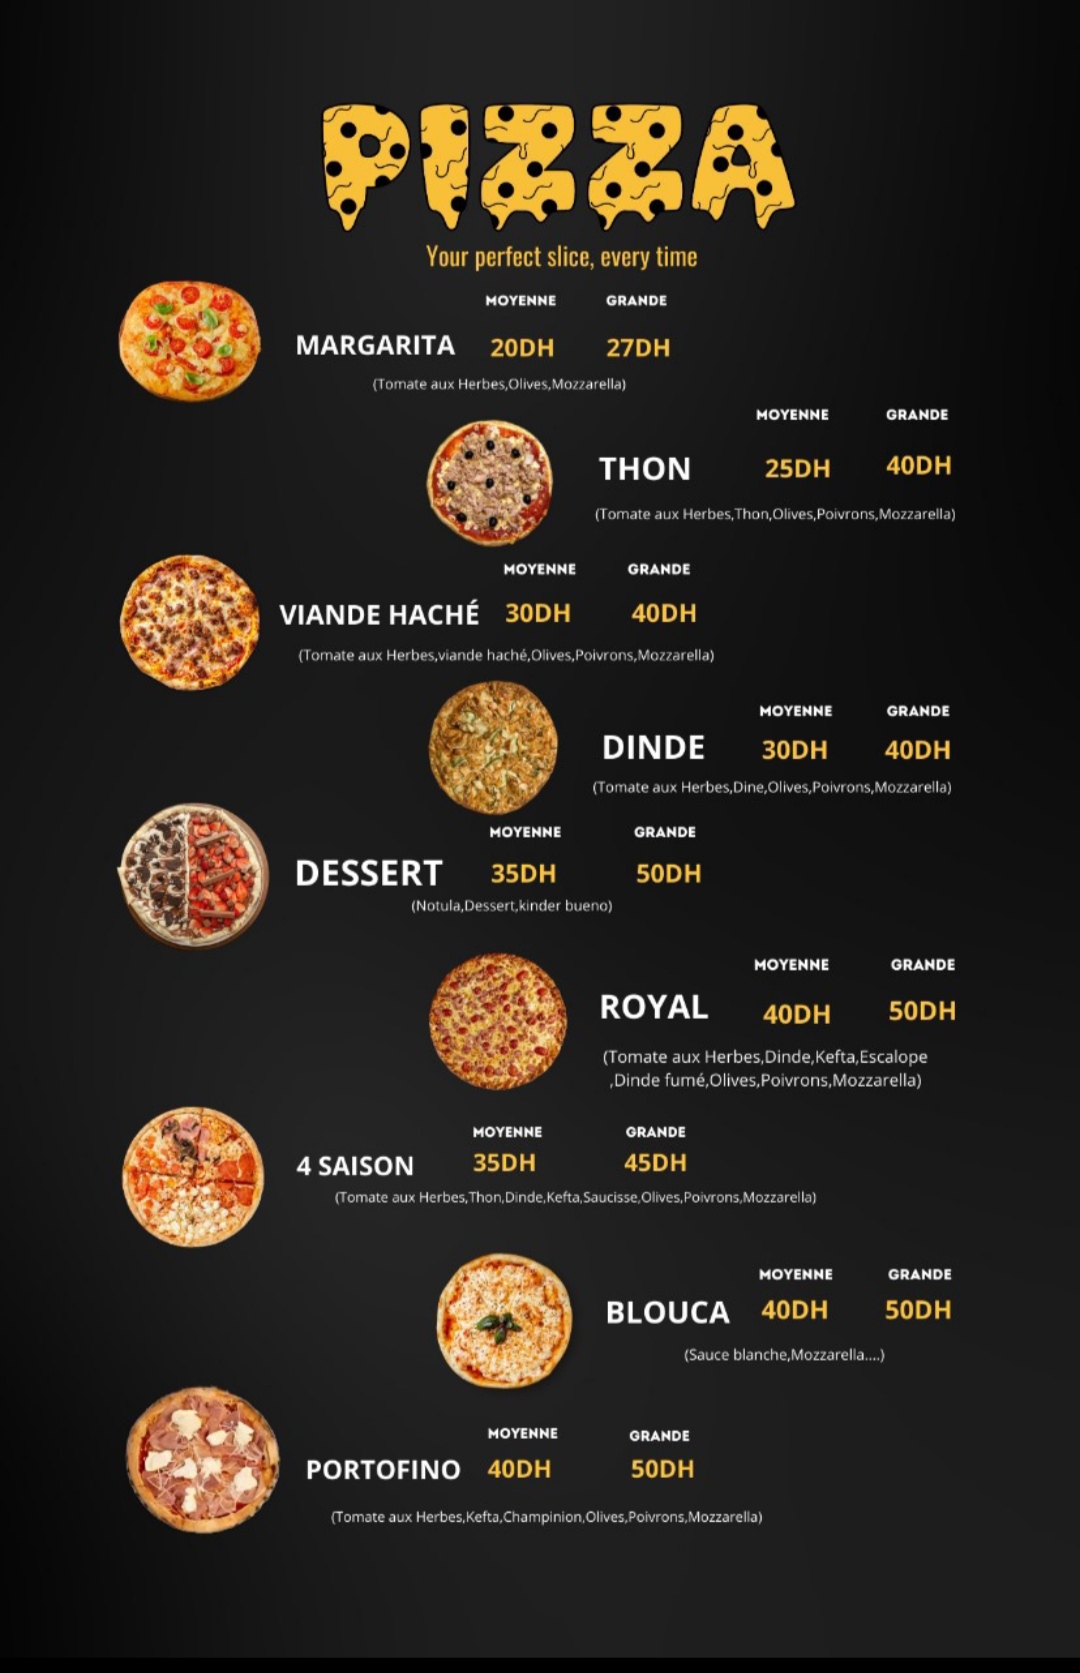 PIZZA
Your perfect slice, every time
MOYENNE GRANDE
MARGARITA 20DH 27DH
(Tomate aux Herbes,Olives,Mozzarella)
MOYENNE GRANDE
THON 25DH 40DH
(Tomate aux Herbes,Thon,Olives,Poivrons,Mozzarella)
MOYENNE GRANDE
VIANDE HACHÉ 30DH 40DH
(Tomate aux Herbes,viande haché,Olives,Poivrons,Mozzarella)
MOYENNE GRANDE
DINDE 30DH 40DH
(Tomate aux Herbes,Dine,Olives,Poivrons,Mozzarella)
MOYENNE GRANDE
DESSERT 35DH 50DH
(Notula,Dessert,kinder bueno)
MOYENNE GRANDE
ROYAL 40DH 50DH
(Tomate aux Herbes,Dinde,Kefta,Escalope
,Dinde fumé,Olives,Poivrons,Mozzarella)
MOYENNE GRANDE
4 SAISON 35DH 45DH
(Tomate aux Herbes,Thon,Dinde,Kefta,Saucisse,Olives,Poivrons,Mozzarella)
MOYENNE GRANDE
BLOUCA 40DH 50DH
(Sauce blanche,Mozzarella....)
MOYENNE GRANDE
PORTOFINO 40DH 50DH
(Tomate aux Herbes,Kefta,Champinion,Olives,Poivrons,Mozzarella)